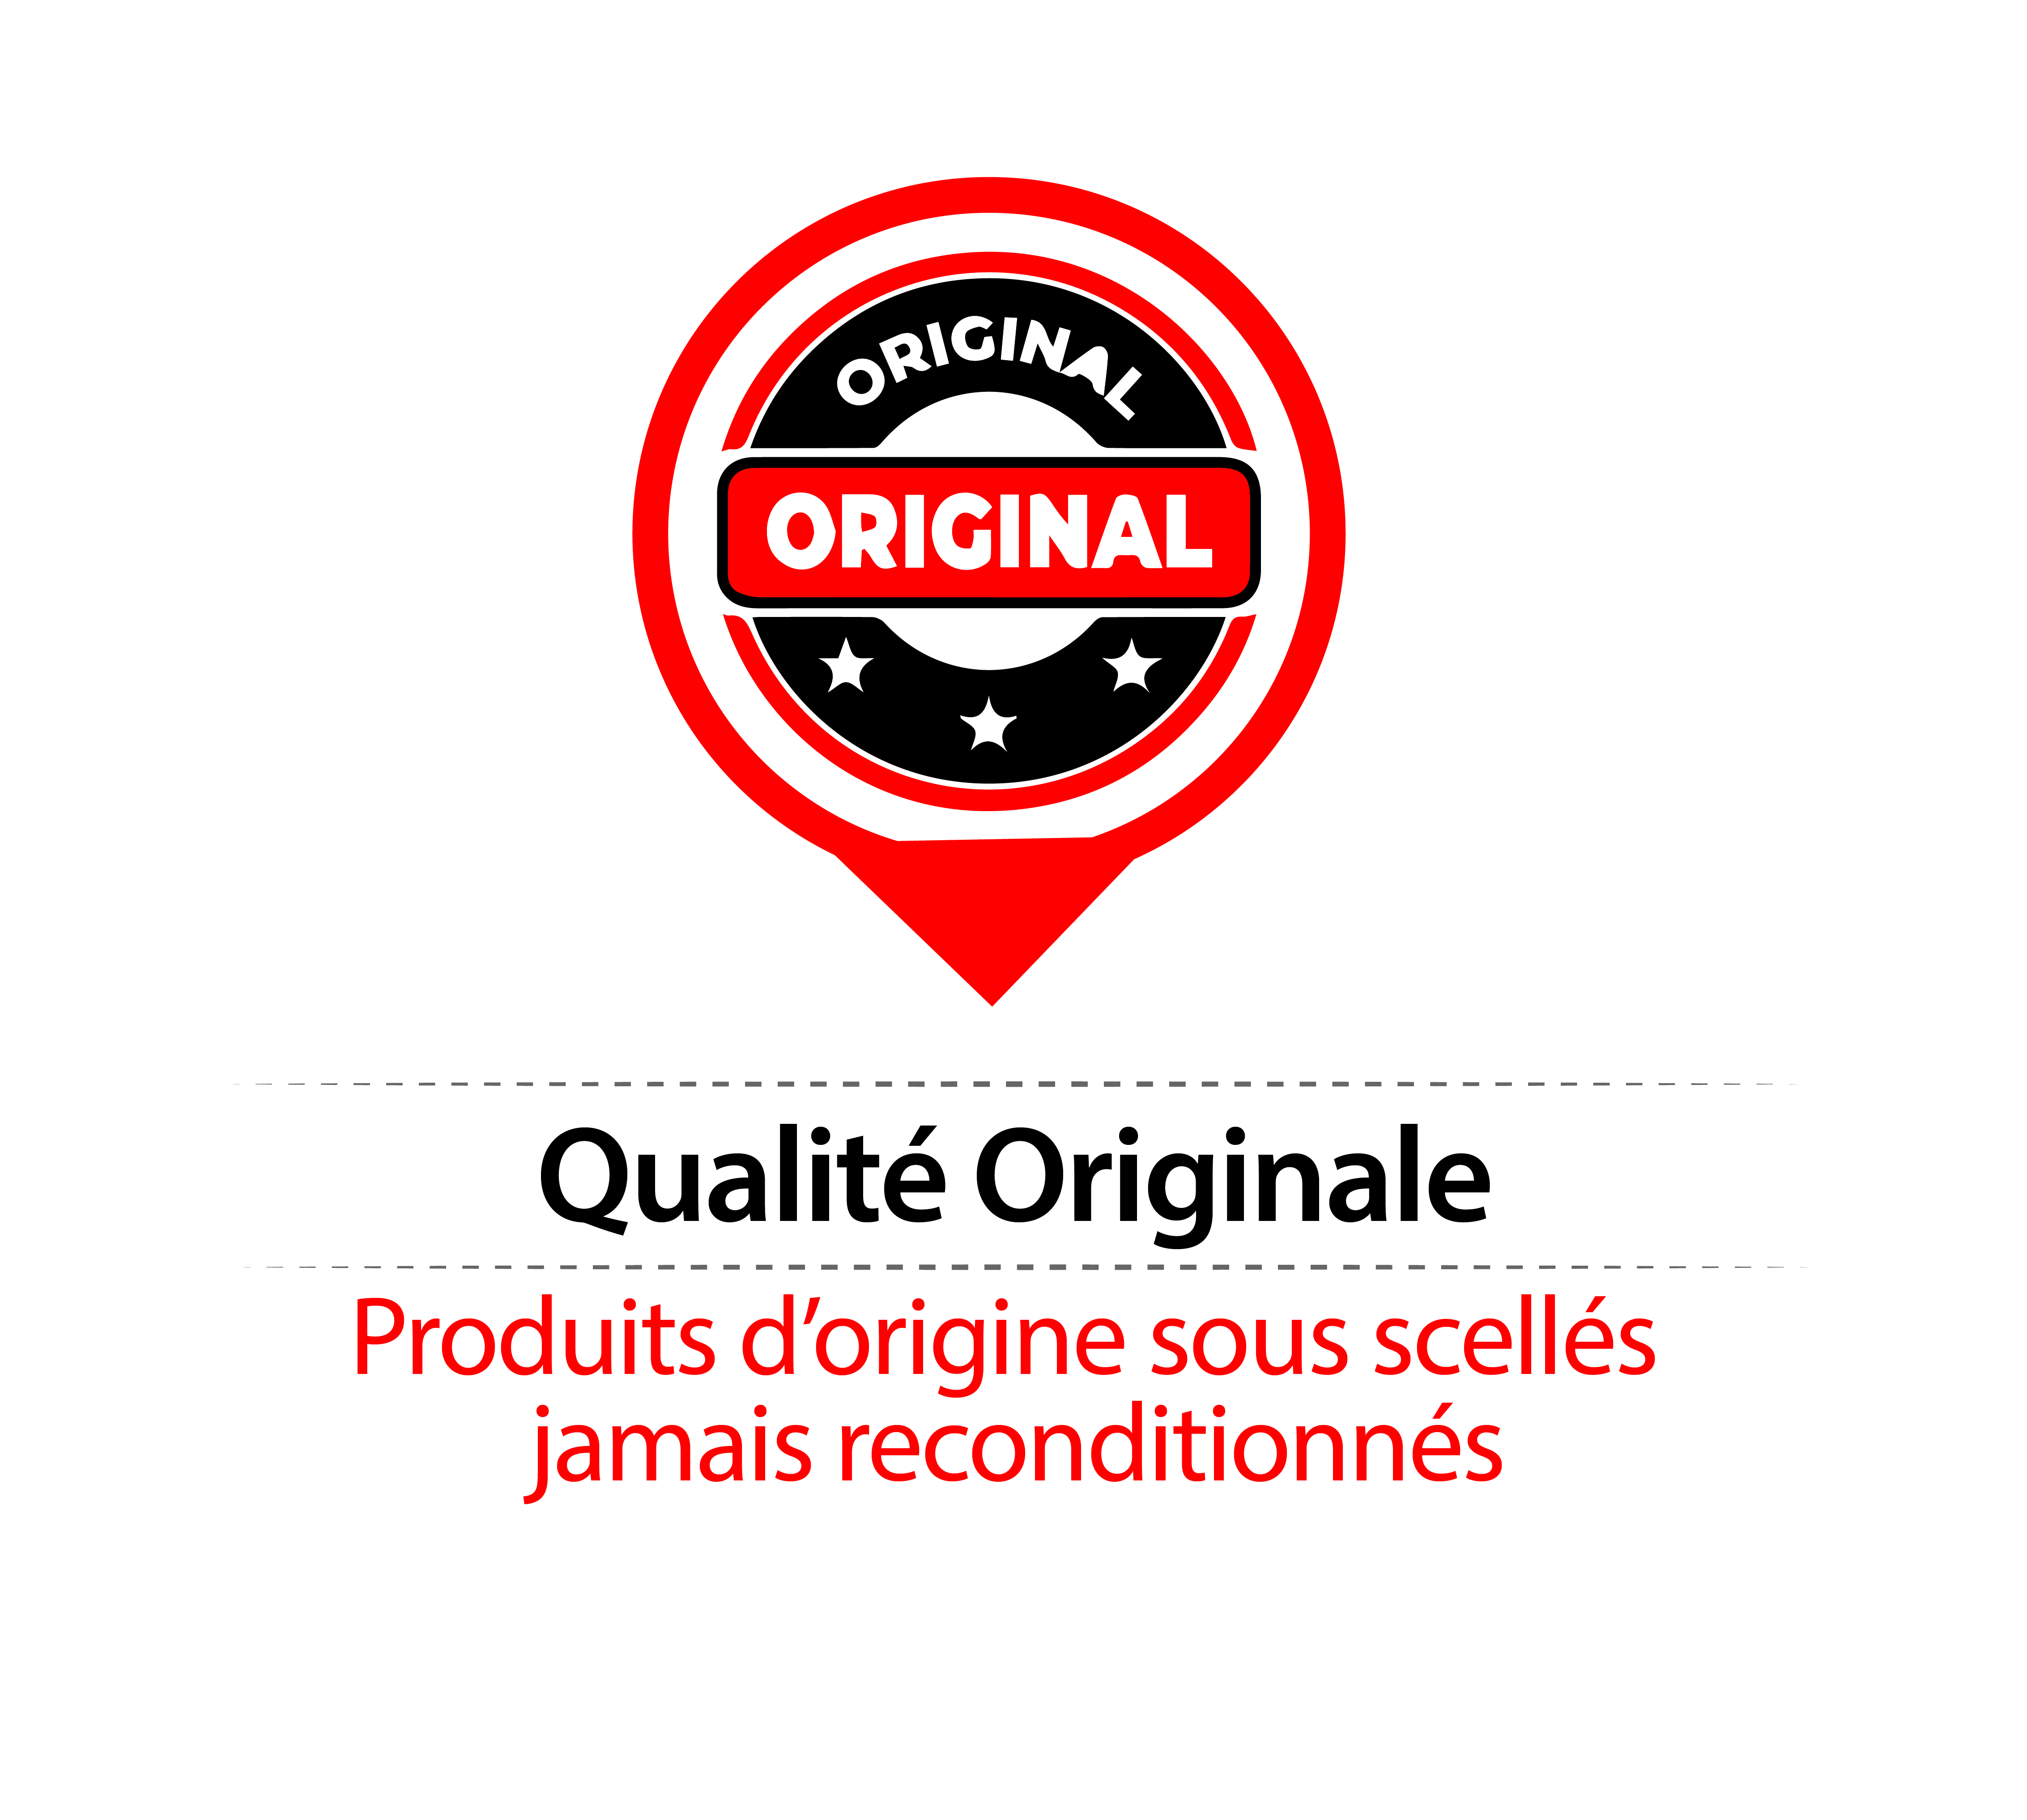 ORIGINAL
ORIGINAL
Qualité Originale
Produits d’origine sous scellés
jamais reconditionnés